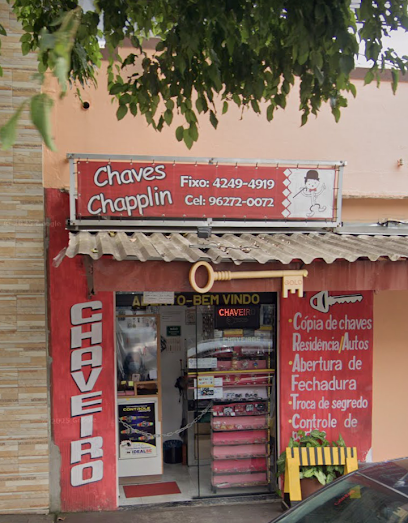 Chaves
Chapplin
Fixo: 4249-4919
Cel: 96272-0072
BEM VINDO
CHAVEIRO
CHAVEIRO
Cópia de chaves
Residência/Autos
Abertura de
Fechadura
Troca de segredo
Controle de
CONTROLE